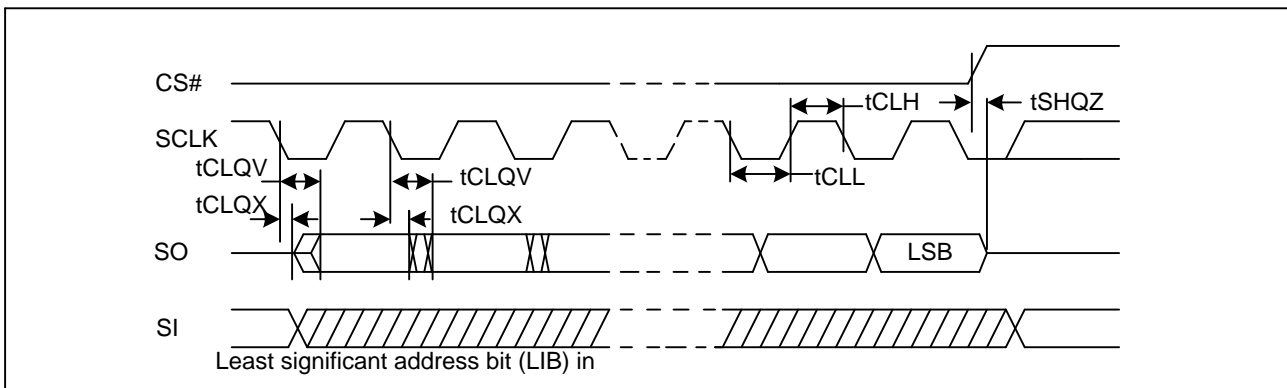 CS#
tCLH
tSHQZ
SCLK
tCLQV
tCLQV
tCLL
tCLQX
tCLQX
SO
LSB
SI
Least significant address bit (LIB) in